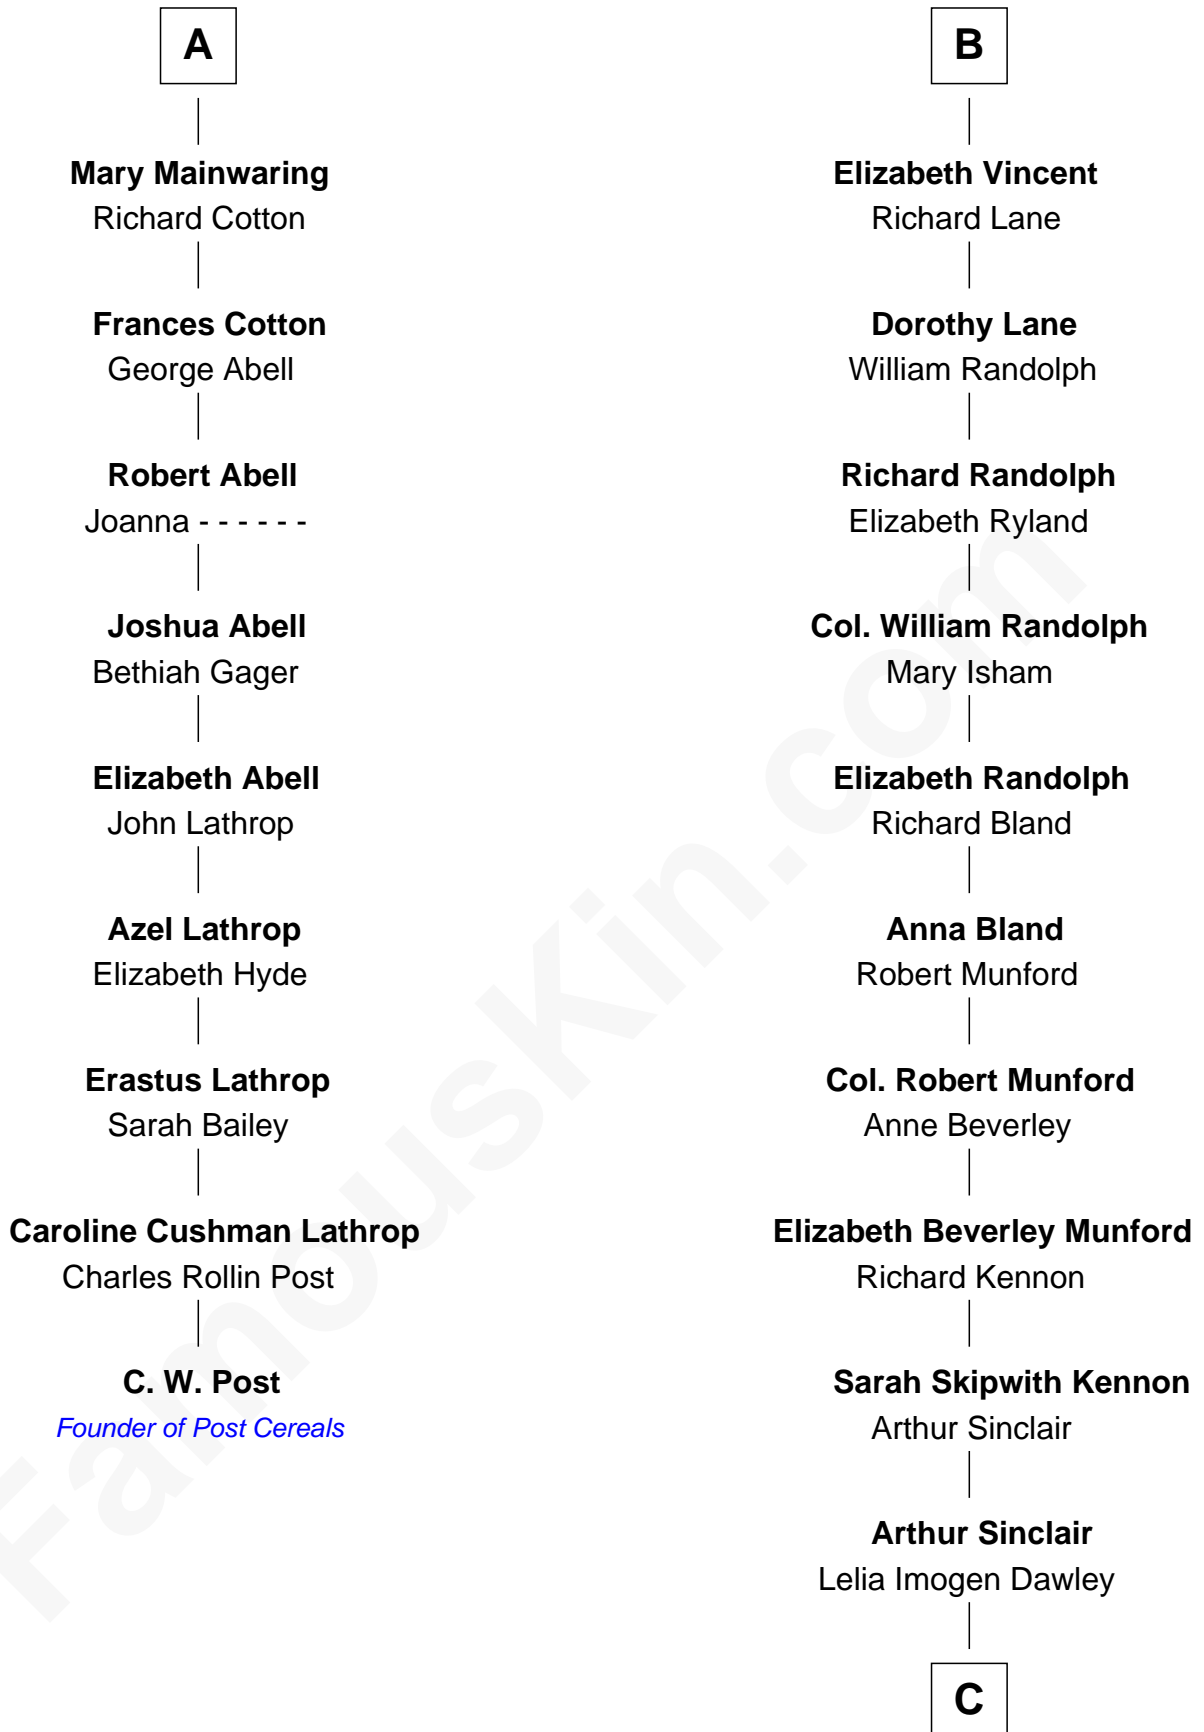 A
Mary Mainwaring
Richard Cotton
Frances Cotton
George Abell
Robert Abell
Joanna - - - - - -
Joshua Abell
Bethiah Gager
Elizabeth Abell
John Lathrop
Azel Lathrop
Elizabeth Hyde
Erastus Lathrop
Sarah Bailey
Caroline Cushman Lathrop
Charles Rollin Post
C. W. Post
Founder of Post Cereals
B
Elizabeth Vincent
Richard Lane
Dorothy Lane
William Randolph
Richard Randolph
Elizabeth Ryland
Col. William Randolph
Mary Isham
Elizabeth Randolph
Richard Bland
Anna Bland
Robert Munford
Col. Robert Munford
Anne Beverley
Elizabeth Beverley Munford
Richard Kennon
Sarah Skipwith Kennon
Arthur Sinclair
Arthur Sinclair
Lelia Imogen Dawley
C
FamousKin.com